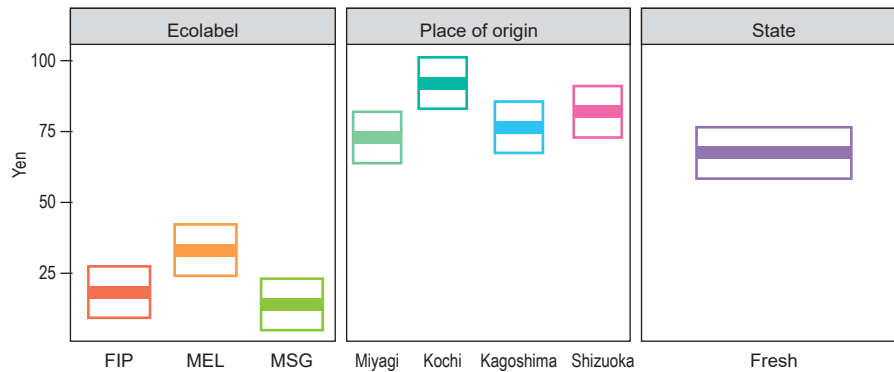 Ecolabel
Place of origin
State
Yen
100
75
50
25
FIP MEL MSG
Miyagi Kochi Kagoshima Shizuoka
Fresh